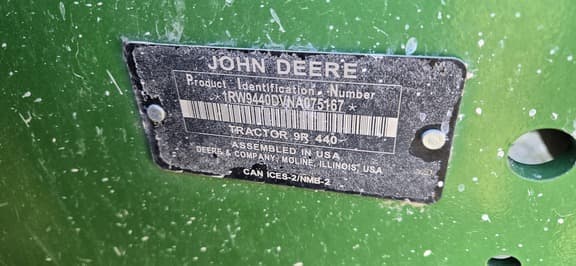 JOHN DEERE
Product Identification Number
*1RW9440DVNA075167*
TRACTOR 9R 440
ASSEMBLED IN USA
DEERE & COMPANY, MOLINE, ILLINOIS, USA
CAN ICES-2/NMB-2